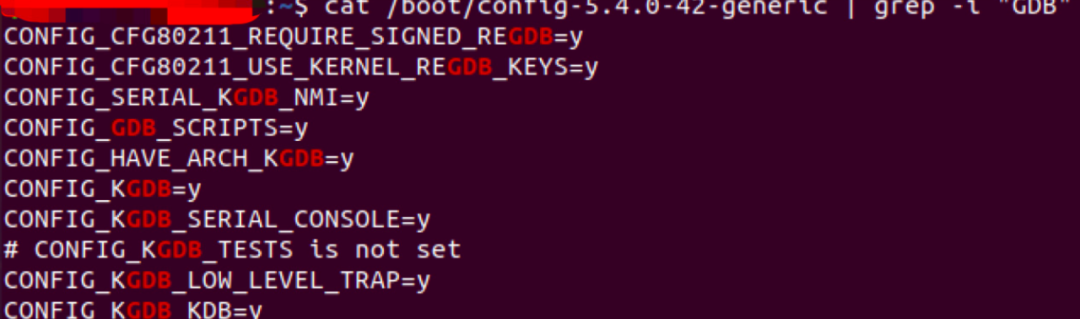 :~$ cat /boot/config-5.4.0-42-generic | grep -i "GDB"
CONFIG_CFG80211_REQUIRE_SIGNED_REGDB=y
CONFIG_CFG80211_USE_KERNEL_REGDB_KEYS=y
CONFIG_SERIAL_KGDB_NMI=y
CONFIG_GDB_SCRIPTS=y
CONFIG_HAVE_ARCH_KGDB=y
CONFIG_KGDB=y
CONFIG_KGDB_SERIAL_CONSOLE=y
# CONFIG_KGDB_TESTS is not set
CONFIG_KGDB_LOW_LEVEL_TRAP=y
CONFIG_KGDB_KDB=y